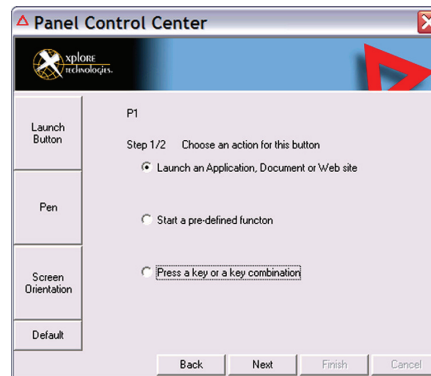 Panel Control Center
xplore
technologies.
Launch
Button
Pen
Screen
Orientation
Default
P1
Step 1/2 Choose an action for this button
Launch an Application, Document or Web site
Start a pre-defined functon
Press a key or a key combination
Back Next Finish Cancel